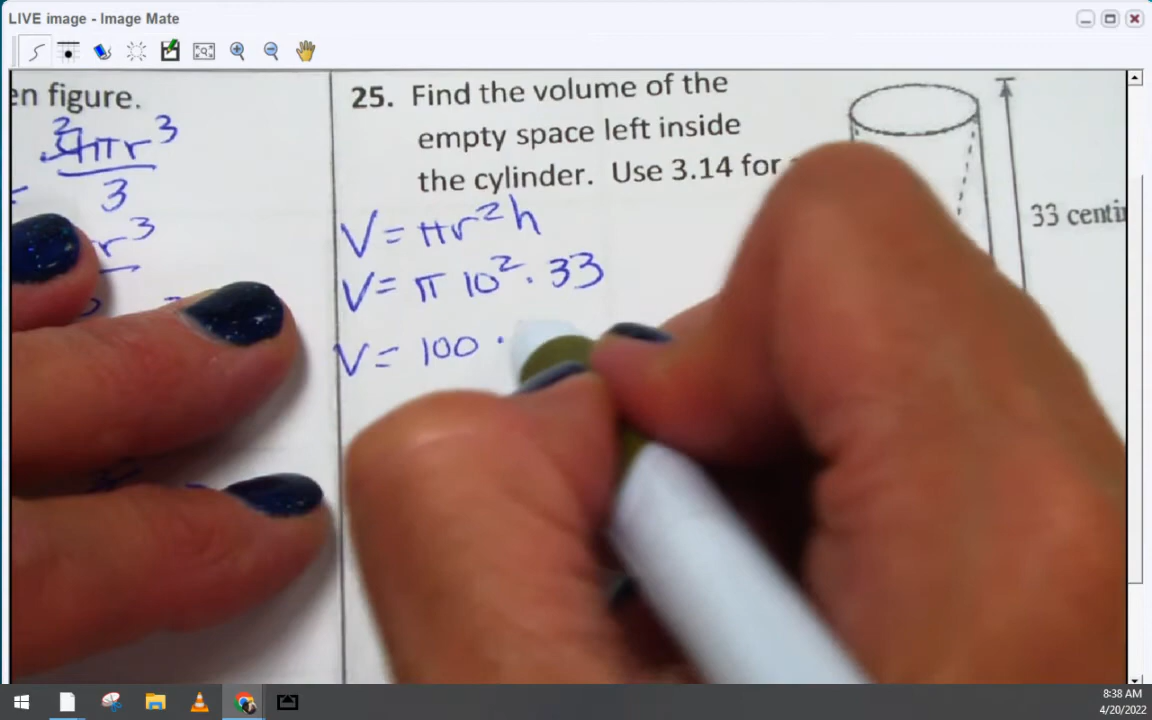 LIVE image - Image Mate
en figure.
4πr³
3
r³
25. Find the volume of the
empty space left inside
the cylinder. Use 3.14 for
33 centi
V = πr²h
V = π 10² · 33
V = 100 ·
8:38 AM
4/20/2022